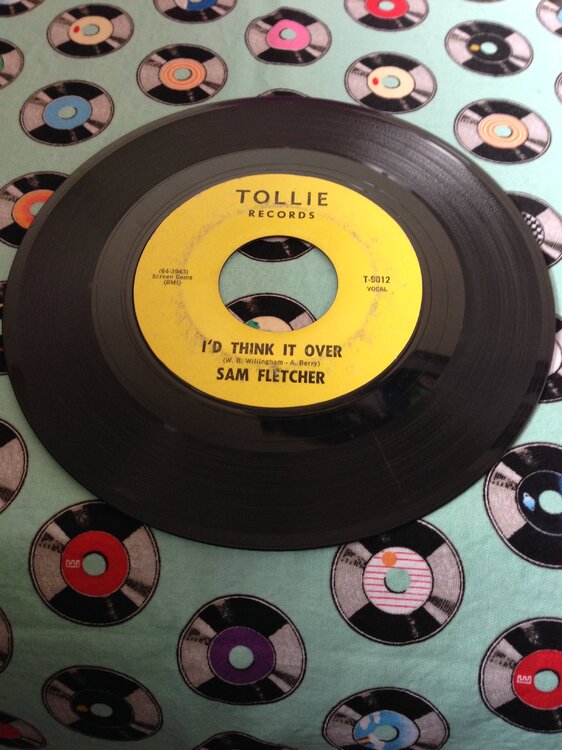 TOLLIE
RECORDS
(64-3943)
Screen Gems
(BMI)
T-9012
VOCAL
I'D THINK IT OVER
(W. B. Willingham - A. Berry)
SAM FLETCHER